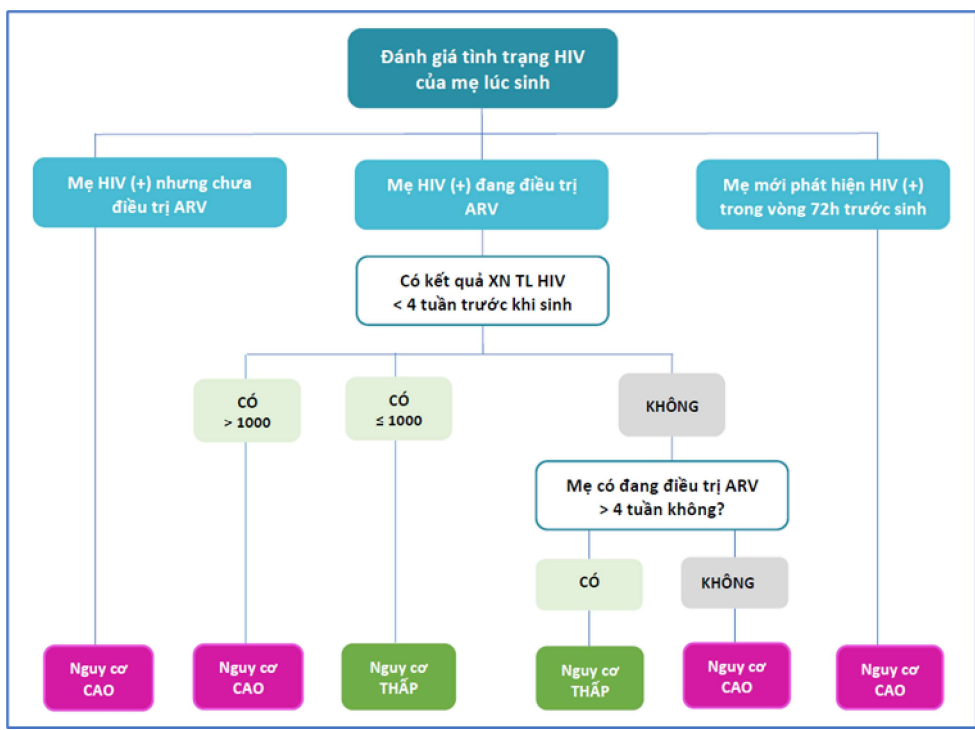 Đánh giá tình trạng HIV
của mẹ lúc sinh
Mẹ HIV (+) nhưng chưa
điều trị ARV
Mẹ HIV (+) đang điều trị
ARV
Mẹ mới phát hiện HIV (+)
trong vòng 72h trước sinh
Có kết quả XN TL HIV
< 4 tuần trước khi sinh
CÓ
> 1000
CÓ
≤ 1000
KHÔNG
Mẹ có đang điều trị ARV
> 4 tuần không?
CÓ
KHÔNG
Nguy cơ
CAO
Nguy cơ
CAO
Nguy cơ
THẤP
Nguy cơ
THẤP
Nguy cơ
CAO
Nguy cơ
CAO